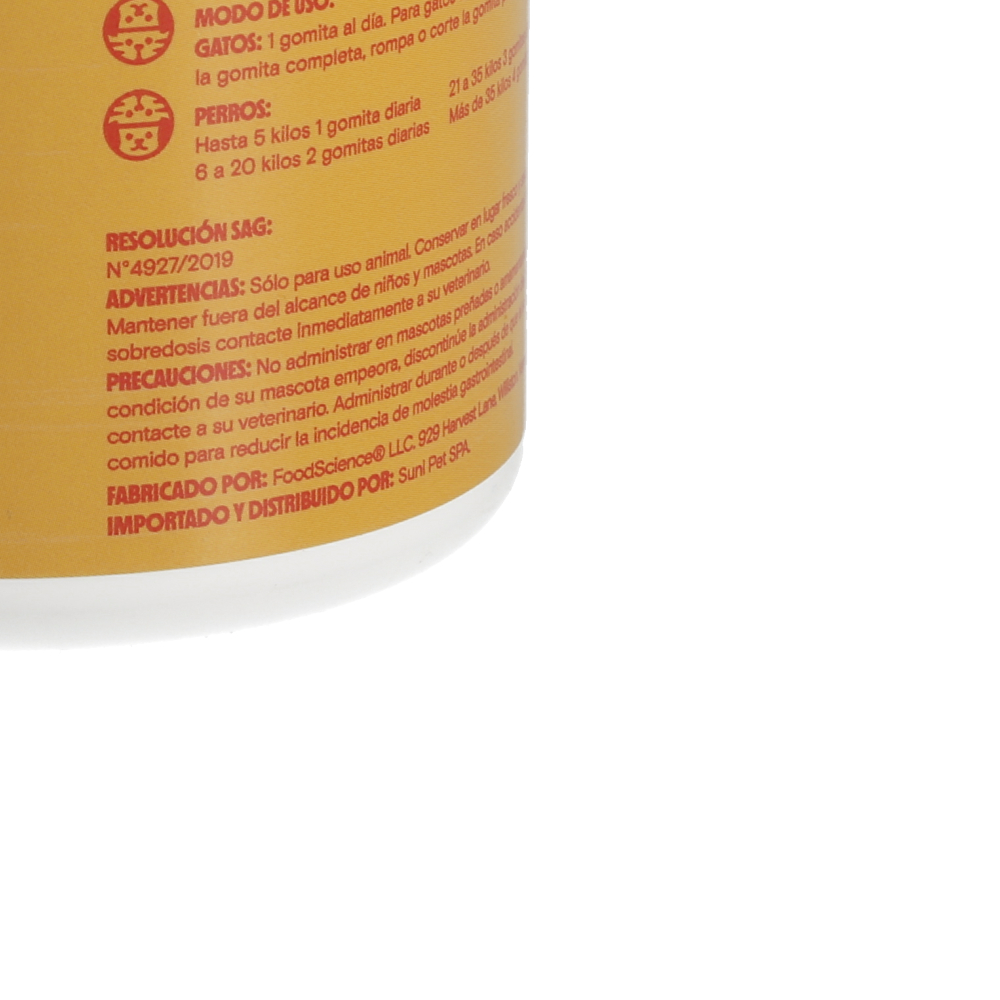 MODO DE USO:
GATOS: 1 gomita al día. Para gatos
la gomita completa, rompa o corte la gomita
PERROS:
Hasta 5 kilos 1 gomita diaria
6 a 20 kilos 2 gomitas diarias
21 a 35 kilos 3
Más de 35 kilos 4
RESOLUCIÓN SAG:
N°4927/2019
ADVERTENCIAS: Sólo para uso animal. Conservar en lugar fresco
Mantener fuera del alcance de niños y mascotas. En caso
sobredosis contacte inmediatamente a su veterinario.
PRECAUCIONES: No administrar en mascotas preñadas o
condición de su mascota empeora, discontinúe la
contacte a su veterinario. Administrar durante o después de
comido para reducir la incidencia de molestia gastrointestinal.
FABRICADO POR: FoodScience® LLC. 929 Harvest Lane,
IMPORTADO Y DISTRIBUIDO POR: Suni Pet SPA.